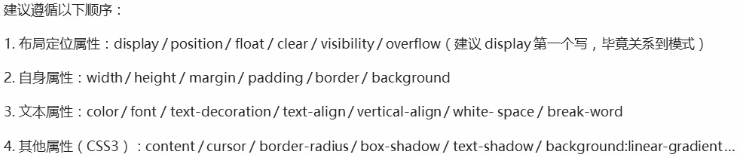 建议遵循以下顺序：
1. 布局定位属性：display / position / float / clear / visibility / overflow（建议 display 第一个写，毕竟关系到模式）
2. 自身属性：width / height / margin / padding / border / background
3. 文本属性：color / font / text-decoration / text-align / vertical-align / white- space / break-word
4. 其他属性（CSS3）：content / cursor / border-radius / box-shadow / text-shadow / background:linear-gradient...